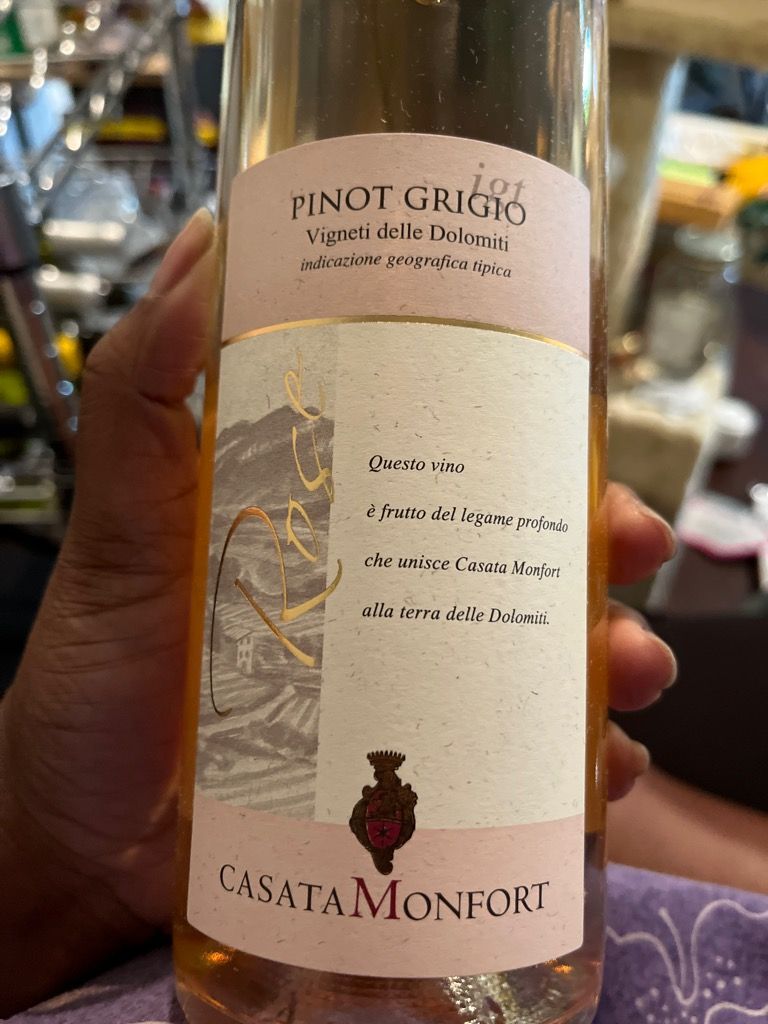 igt
PINOT GRIGIO
Vigneti delle Dolomiti
indicazione geografica tipica
Rosé
Questo vino
è frutto del legame profondo
che unisce Casata Monfort
alla terra delle Dolomiti.
CASATA MONFORT